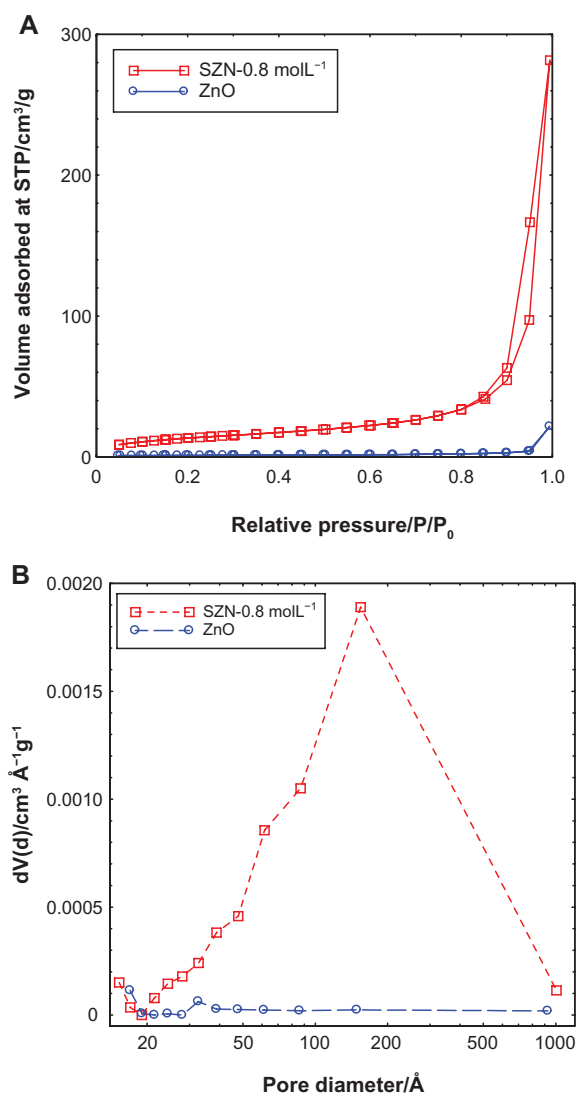 A
300
200
100
0
Volume adsorbed at STP/cm³/g
SZN-0.8 molL⁻¹
ZnO
0 0.2 0.4 0.6 0.8 1.0
Relative pressure/P/P₀
B
0.0020
0.0015
0.0010
0.0005
0
dV(d)/cm³ Å⁻¹g⁻¹
SZN-0.8 molL⁻¹
ZnO
20 50 100 200 500 1000
Pore diameter/Å